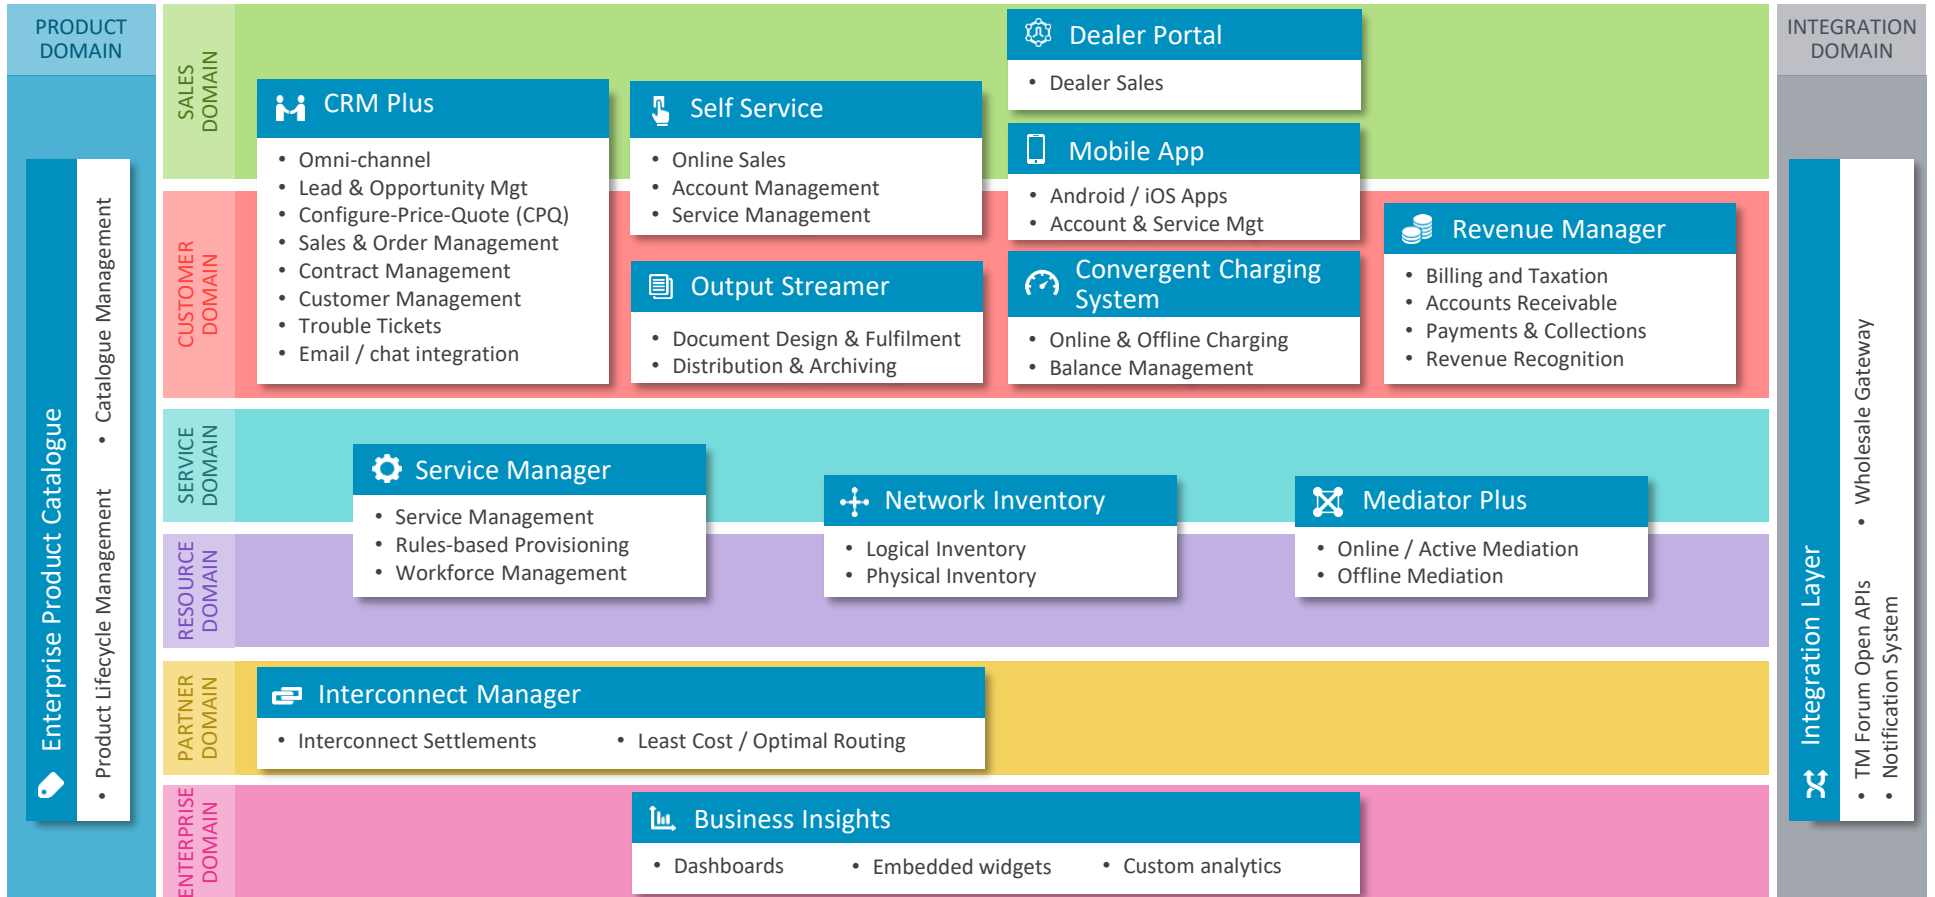 PRODUCT
DOMAIN
Enterprise Product Catalogue
• Product Lifecycle Management
• Catalogue Management
SALES
DOMAIN
CUSTOMER
DOMAIN
SERVICE
DOMAIN
RESOURCE
DOMAIN
PARTNER
DOMAIN
ENTERPRISE
DOMAIN
CRM Plus
• Omni-channel
• Lead & Opportunity Mgt
• Configure-Price-Quote (CPQ)
• Sales & Order Management
• Contract Management
• Customer Management
• Trouble Tickets
• Email / chat integration
Self Service
• Online Sales
• Account Management
• Service Management
Output Streamer
• Document Design & Fulfilment
• Distribution & Archiving
Dealer Portal
• Dealer Sales
Mobile App
• Android / iOS Apps
• Account & Service Mgt
Convergent Charging
System
• Online & Offline Charging
• Balance Management
Revenue Manager
• Billing and Taxation
• Accounts Receivable
• Payments & Collections
• Revenue Recognition
Service Manager
• Service Management
• Rules-based Provisioning
• Workforce Management
Network Inventory
• Logical Inventory
• Physical Inventory
Mediator Plus
• Online / Active Mediation
• Offline Mediation
Interconnect Manager
• Interconnect Settlements
• Least Cost / Optimal Routing
Business Insights
• Dashboards
• Embedded widgets
• Custom analytics
INTEGRATION
DOMAIN
Integration Layer
• TM Forum Open APIs
• Wholesale Gateway
• Notification System